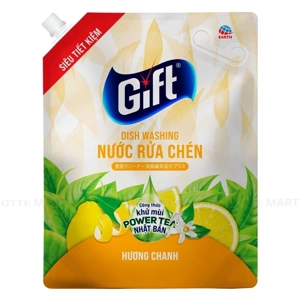 SIÊU TIẾT KIỆM
EARTH
Gift
DISH WASHING
NƯỚC RỬA CHÉN
Công thức
khử mùi
POWER TEA
NHẬT BẢN
HƯƠNG CHANH